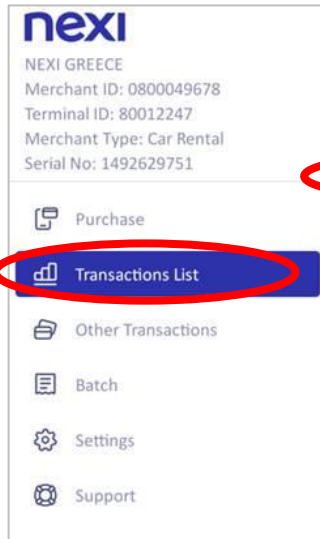 nexi
NEXI GREECE
Merchant ID: 0800049678
Terminal ID: 80012247
Merchant Type: Car Rental
Serial No: 1492629751
Purchase
Transactions List
Other Transactions
Batch
Settings
Support